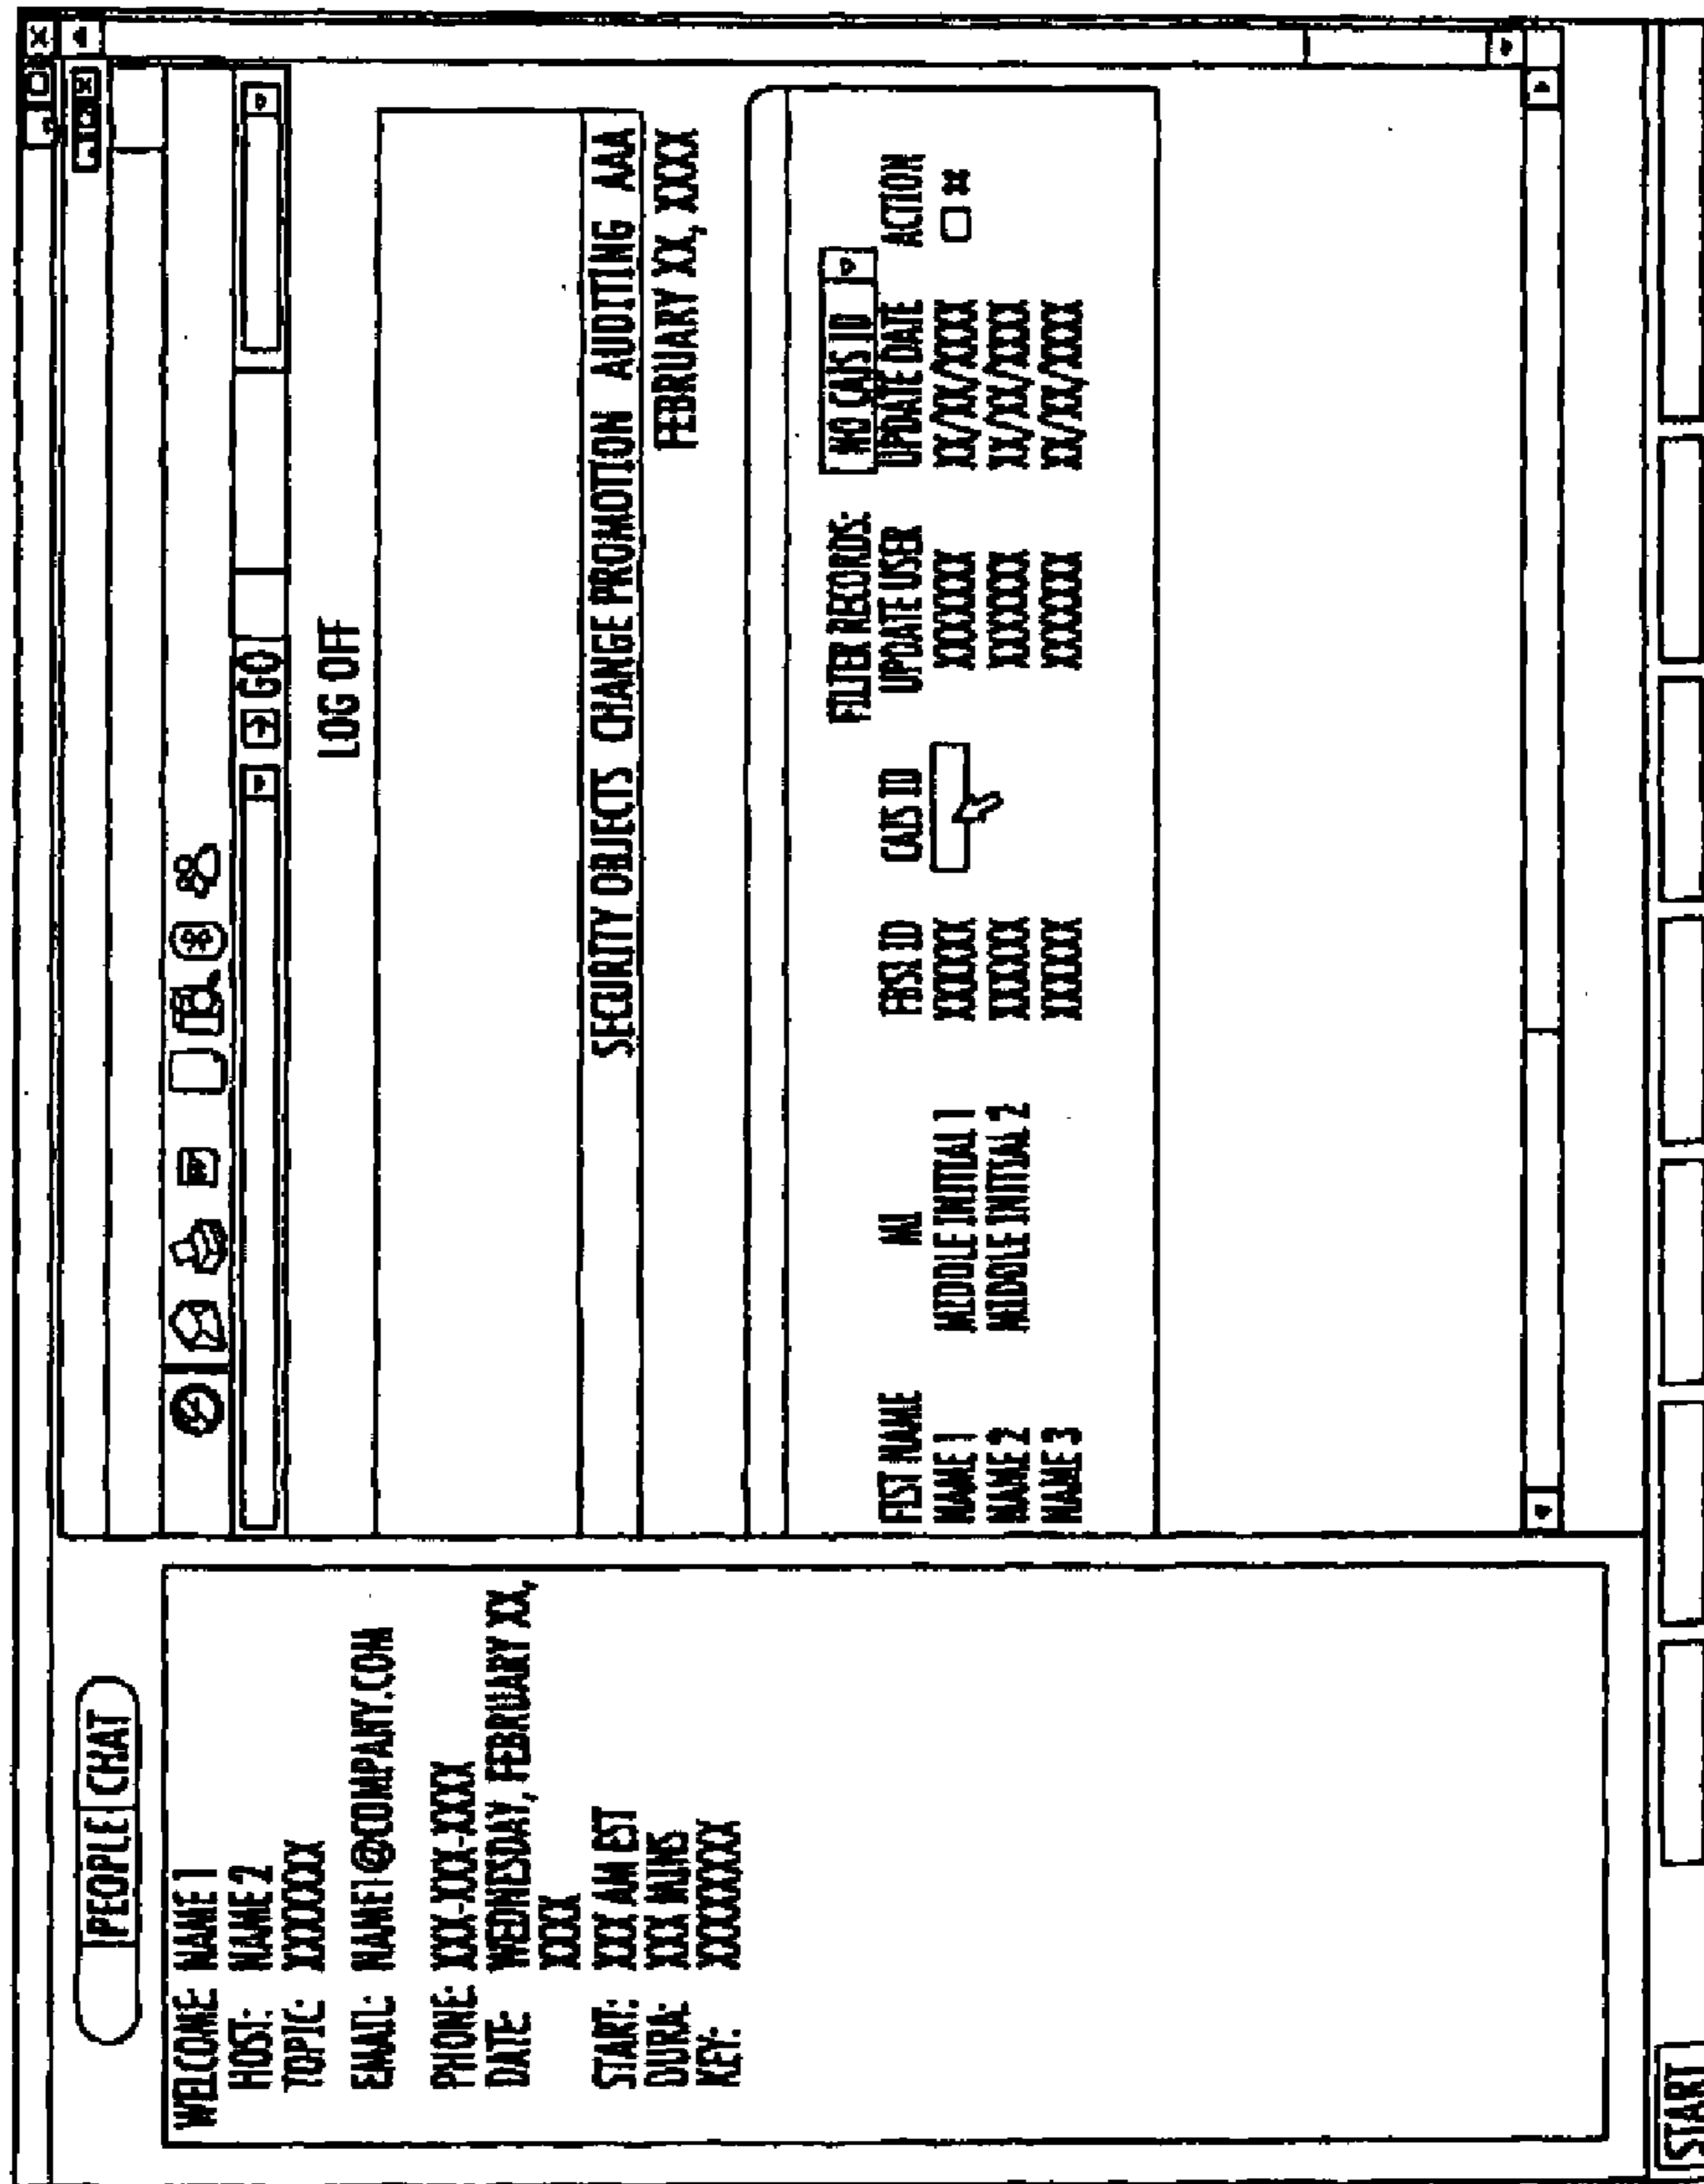 PEOPLE CHAT
WELCOME: NAME 1
HOST: NAME 2
TOPIC: XXXXXX
EMAIL: NAME1@COMPANY.COM
PHONE: XXX-XXX-XXXX
DATE: WEDNESDAY, FEBRUARY XX,
XXXX
START: XXX AM EST
DURA: XXX MINS
KEY: XXXXXXX
GO
LOG OFF
SECURITY OBJECTS CHANGE PROMOTION AUDITING AAA
FEBRUARY XX, XXXX
FILTER RECORDS: NO CAIS ID
FIST NAME MI FBSI ID CAIS ID UPDATE USER UPDATE DATE ACTION
NAME 1 MIDDLE INITIAL 1 XXXXXX XXXXXX XX/XX/XXXX
NAME 2 MIDDLE INITIAL 2 XXXXXX XXXXXX XX/XX/XXXX
NAME 3 XXXXXX XXXXXX XX/XX/XXXX
START